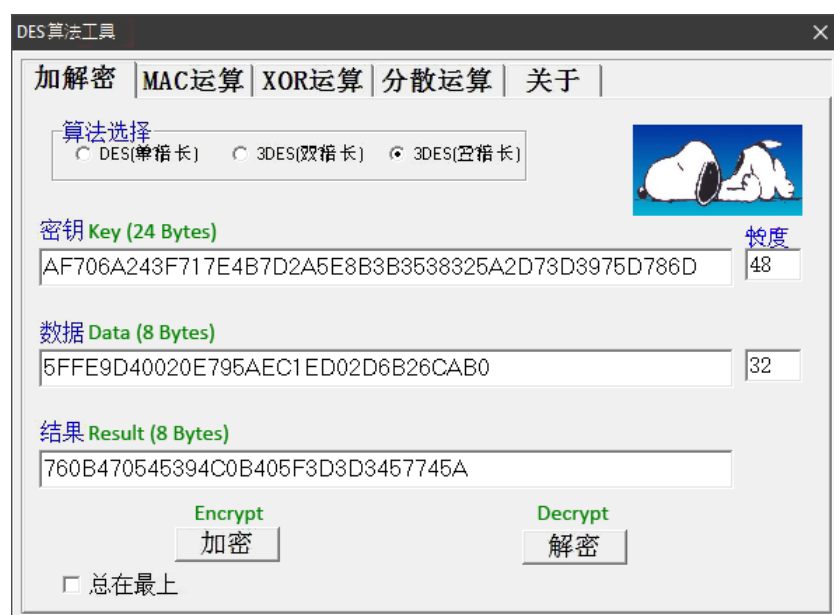 DES算法工具
加解密 MAC运算 XOR运算 分散运算 关于
算法选择
DES(单倍长) 3DES(双倍长) 3DES(叁倍长)
密钥 Key (24 Bytes) 长度
AF706A243F717E4B7D2A5E8B3B3538325A2D73D3975D786D 48
数据 Data (8 Bytes)
5FFE9D40020E795AEC1ED02D6B26CAB0 32
结果 Result (8 Bytes)
760B470545394C0B405F3D3D3457745A
Encrypt Decrypt
加密 解密
总在最上